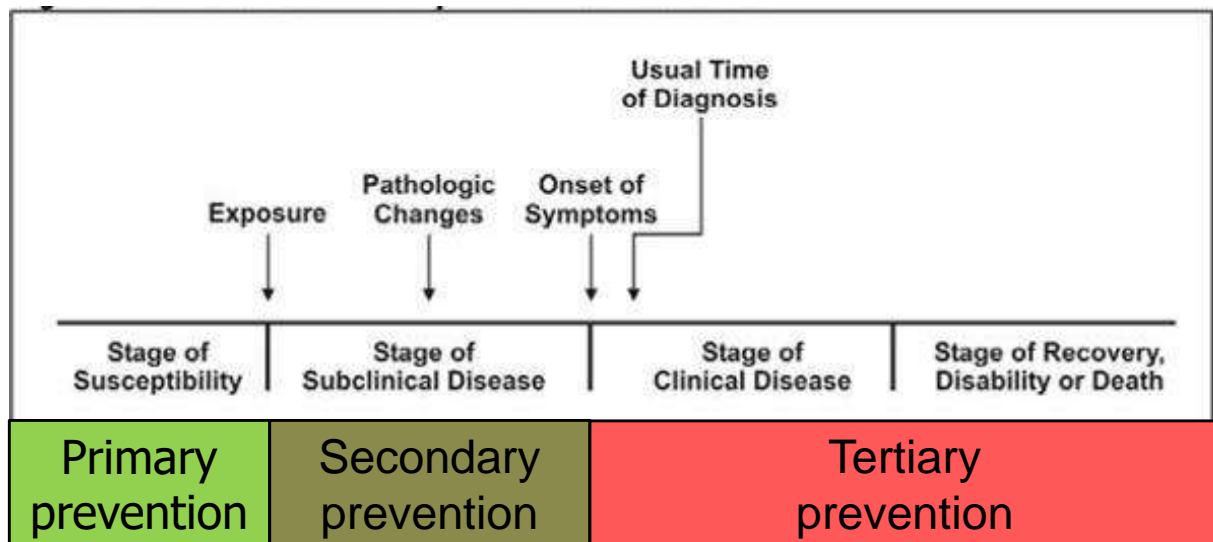 Usual Time
of Diagnosis
Pathologic
Changes
Onset of
Symptoms
Exposure
Stage of
Susceptibility
Stage of
Subclinical Disease
Stage of
Clinical Disease
Stage of Recovery,
Disability or Death
Primary
prevention
Secondary
prevention
Tertiary
prevention